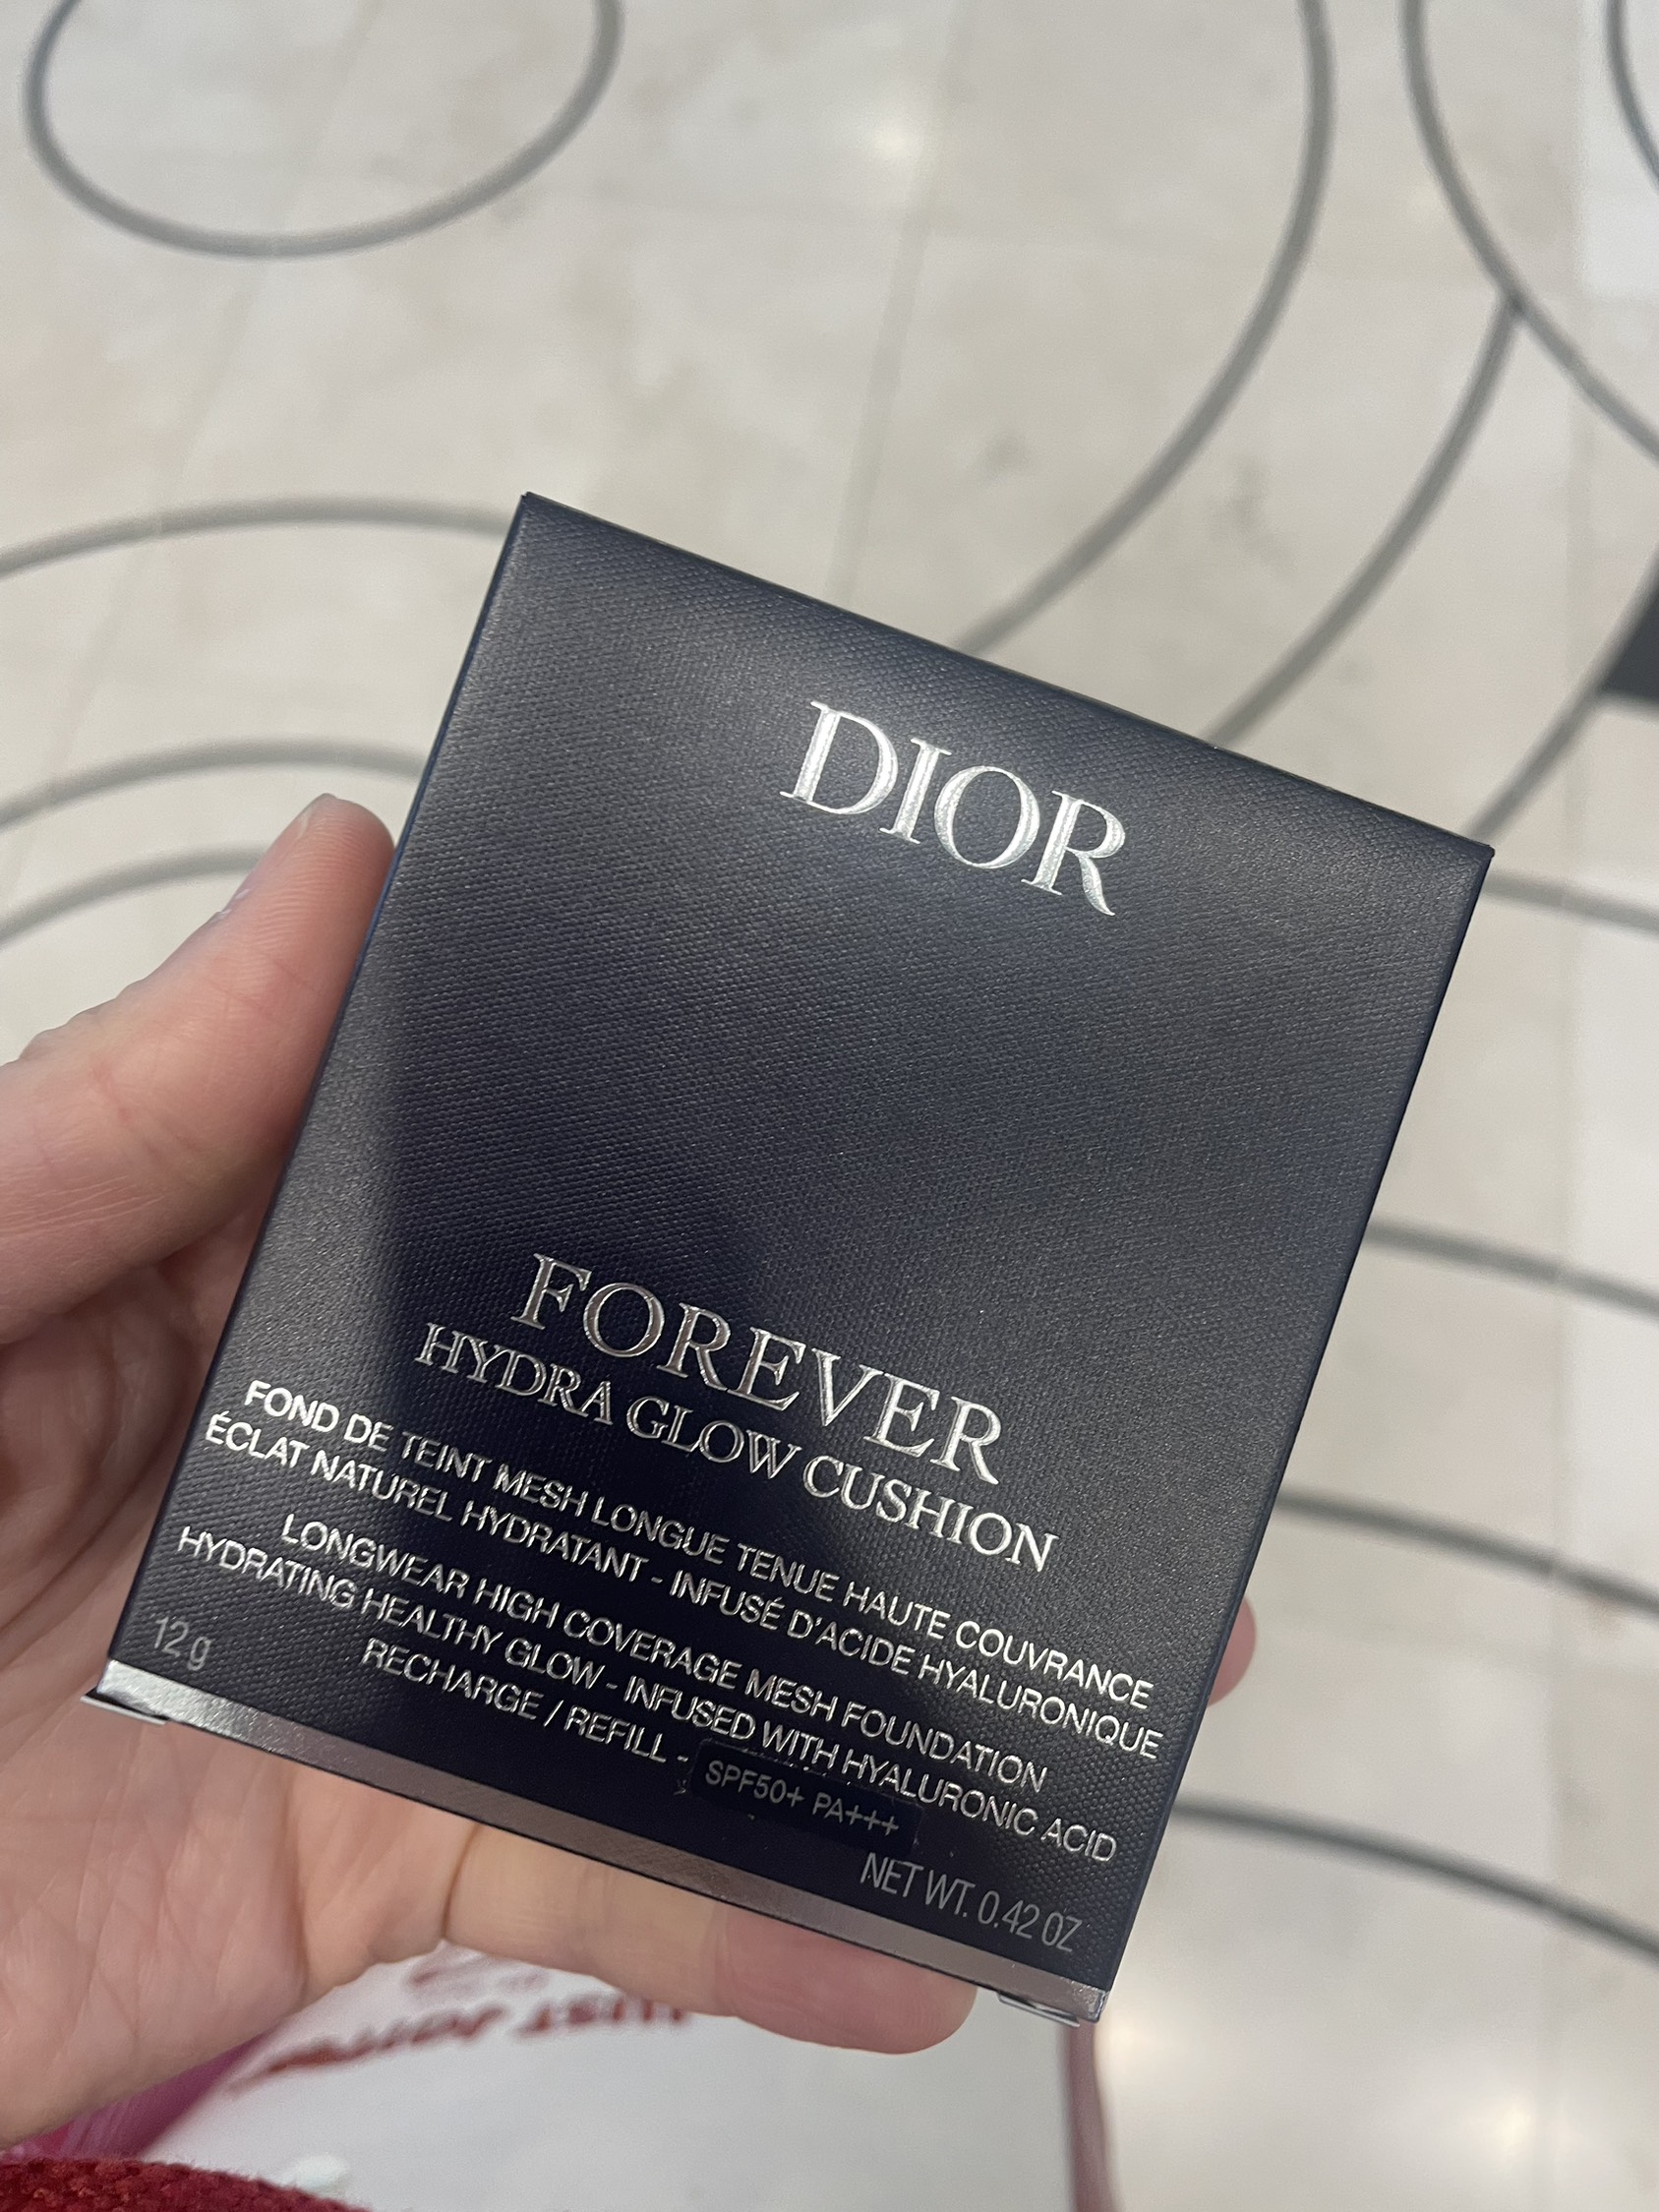 DIOR
FOREVER
HYDRA GLOW CUSHION
FOND DE TEINT MESH LONGUE TENUE HAUTE COUVRANCE
ÉCLAT NATUREL HYDRATANT - INFUSÉ D'ACIDE HYALURONIQUE
LONGWEAR HIGH COVERAGE MESH FOUNDATION
HYDRATING HEALTHY GLOW - INFUSED WITH HYALURONIC ACID
RECHARGE / REFILL - SPF50+ PA+++
12 g
NET WT. 0.42 OZ